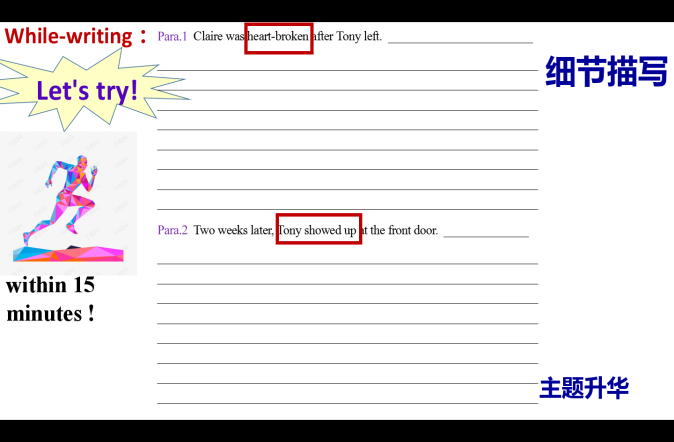 While-writing：
Para.1 Claire was heart-broken after Tony left.
细节描写
Let's try!
Para.2 Two weeks later, Tony showed up at the front door.
within 15
minutes !
主题升华